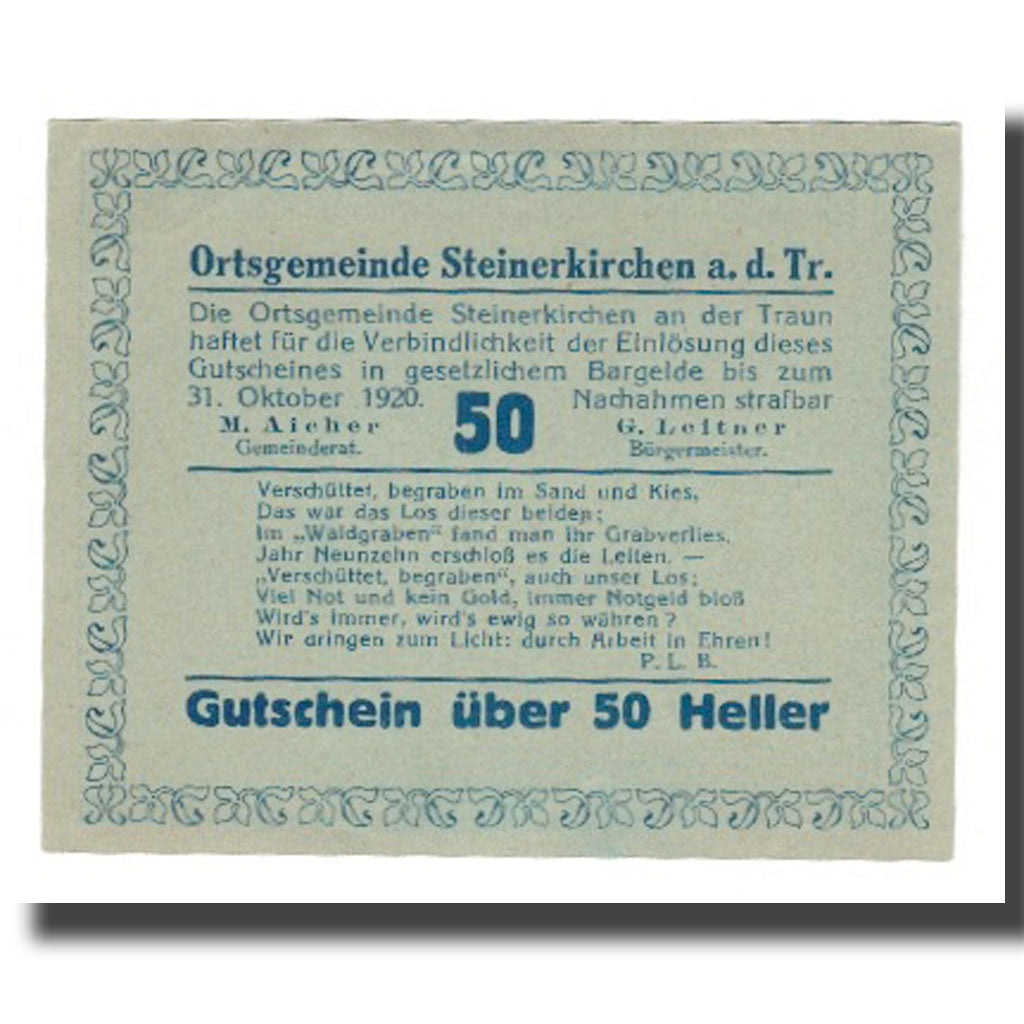 Ortsgemeinde Steinerkirchen a. d. Tr.
Die Ortsgemeinde Steinerkirchen an der Traun
haftet für die Verbindlichkeit der Einlösung dieses
Gutscheines in gesetzlichem Bargelde bis zum
31. Oktober 1920. 50 Nachahmen strafbar
M. Aicher G. Leitner
Gemeinderat. Bürgermeister.
Verschüttet, begraben im Sand und Kies,
Das war das Los dieser beiden;
Im „Waldgraben“ fand man ihr Grabverlies,
Jahr Neunzehn erschloß es die Leiten. —
„Verschüttet, begraben“, auch unser Los;
Viel Not und kein Gold, immer Notgeld bloß
Wird's immer, wird's ewig so währen?
Wir dringen zum Licht: durch Arbeit in Ehren!
P. L. B.
Gutschein über 50 Heller